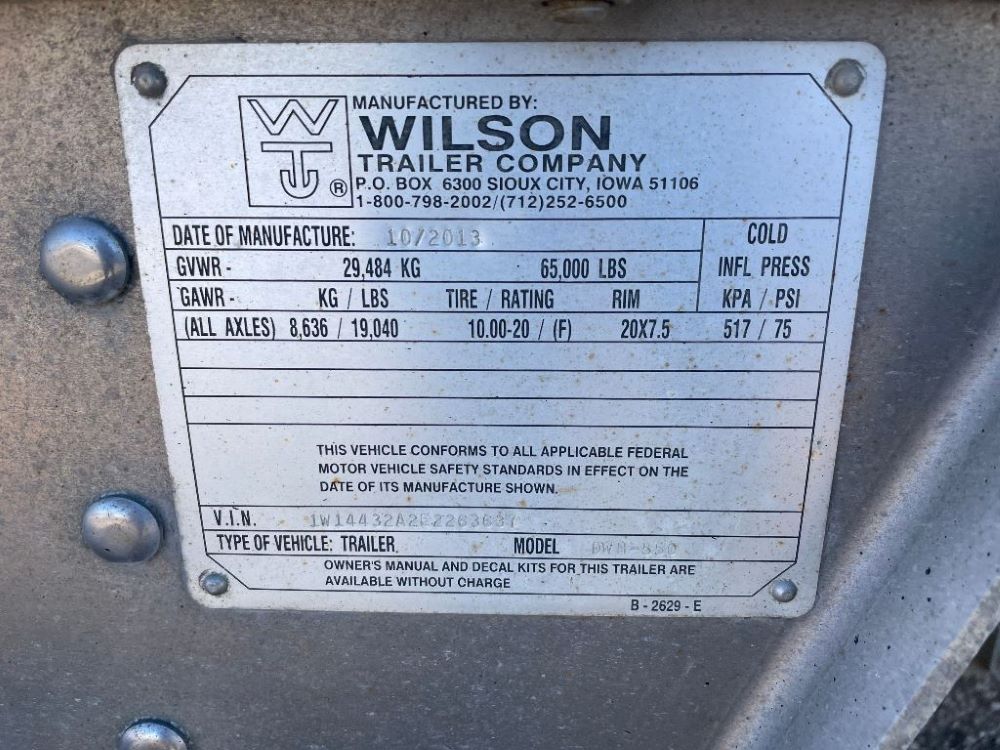 MANUFACTURED BY:
WILSON
TRAILER COMPANY
P.O. BOX 6300 SIOUX CITY, IOWA 51106
1-800-798-2002/(712)252-6500
WT
®
DATE OF MANUFACTURE: 10/2013
COLD
GVWR - 29,484 KG 65,000 LBS INFL PRESS
GAWR - KG / LBS TIRE / RATING RIM KPA / PSI
(ALL AXLES) 8,636 / 19,040 10.00-20 / (F) 20X7.5 517 / 75
THIS VEHICLE CONFORMS TO ALL APPLICABLE FEDERAL
MOTOR VEHICLE SAFETY STANDARDS IN EFFECT ON THE
DATE OF ITS MANUFACTURE SHOWN.
V.I.N.
TYPE OF VEHICLE: TRAILER MODEL
OWNER'S MANUAL AND DECAL KITS FOR THIS TRAILER ARE
AVAILABLE WITHOUT CHARGE
B - 2629 - E